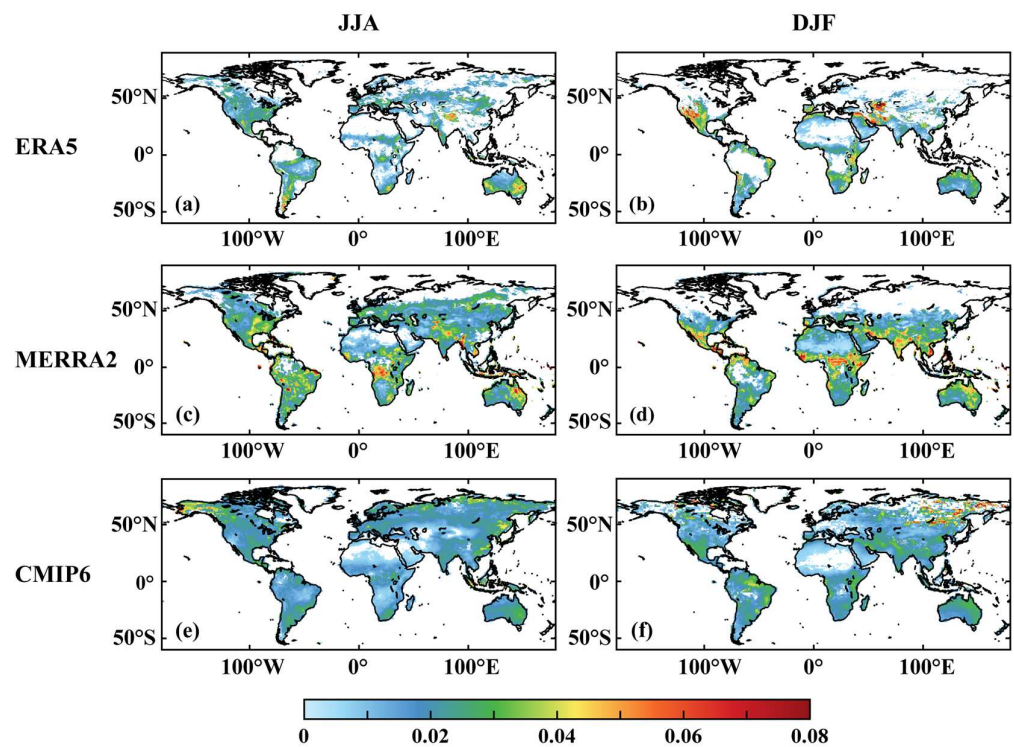 JJA DJF
ERA5
50°N 50°N
0° 0°
50°S (a) 50°S (b)
100°W 0° 100°E 100°W 0° 100°E
MERRA2
50°N 50°N
0° 0°
50°S (c) 50°S (d)
100°W 0° 100°E 100°W 0° 100°E
CMIP6
50°N 50°N
0° 0°
50°S (e) 50°S (f)
100°W 0° 100°E 100°W 0° 100°E
0 0.02 0.04 0.06 0.08